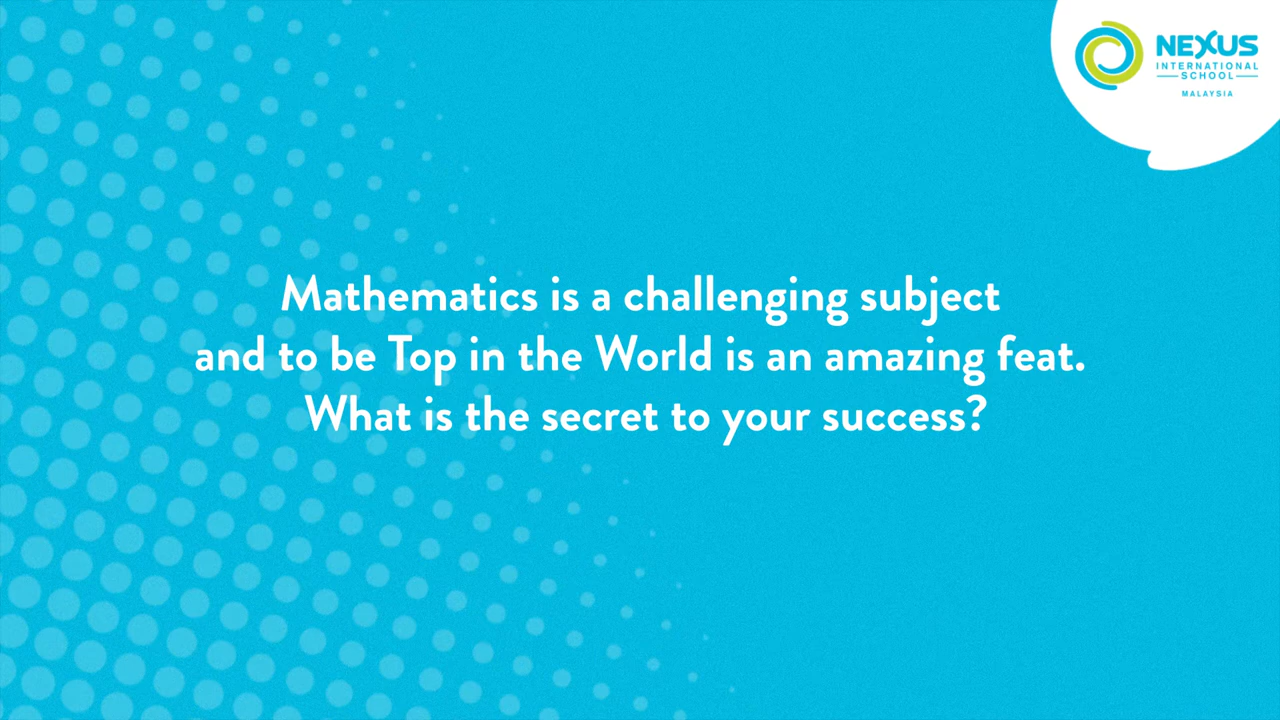 NEXUS
INTERNATIONAL
SCHOOL
MALAYSIA
Mathematics is a challenging subject
and to be Top in the World is an amazing feat.
What is the secret to your success?